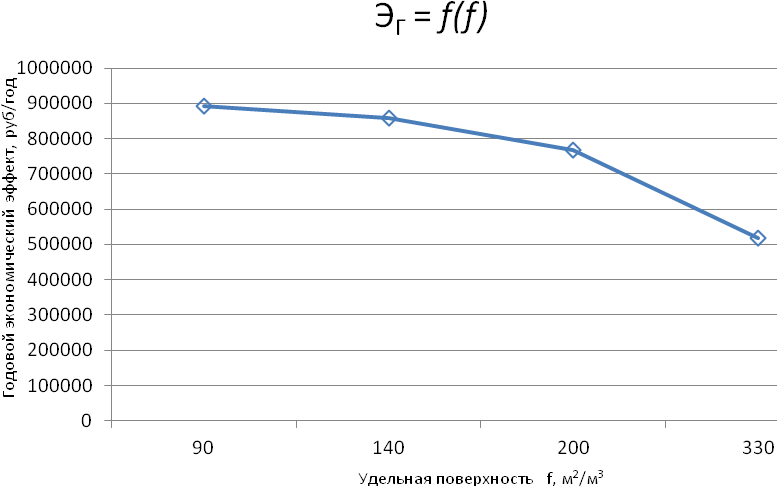 ЭГ = f(f)
Годовой экономический эффект, руб/год
1000000
900000
800000
700000
600000
500000
400000
300000
200000
100000
0
90 140 200 330
Удельная поверхность f, м²/м³